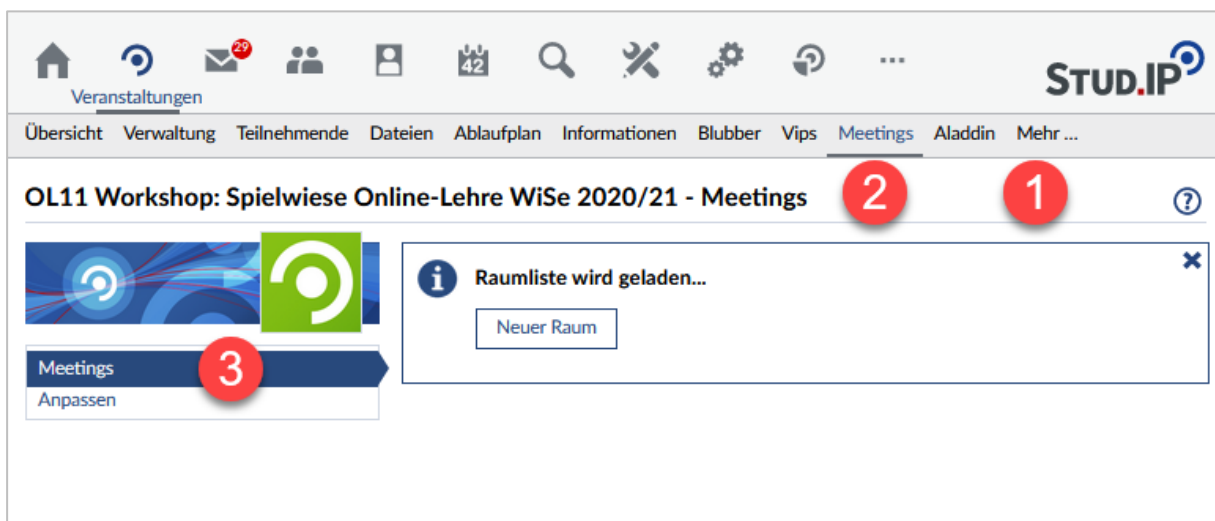 29
42
Veranstaltungen
STUD.IP
Übersicht Verwaltung Teilnehmende Dateien Ablaufplan Informationen Blubber Vips Meetings Aladdin Mehr ...
2
1
OL11 Workshop: Spielwiese Online-Lehre WiSe 2020/21 - Meetings
?
i Raumliste wird geladen...
Neuer Raum
Meetings
3
Anpassen